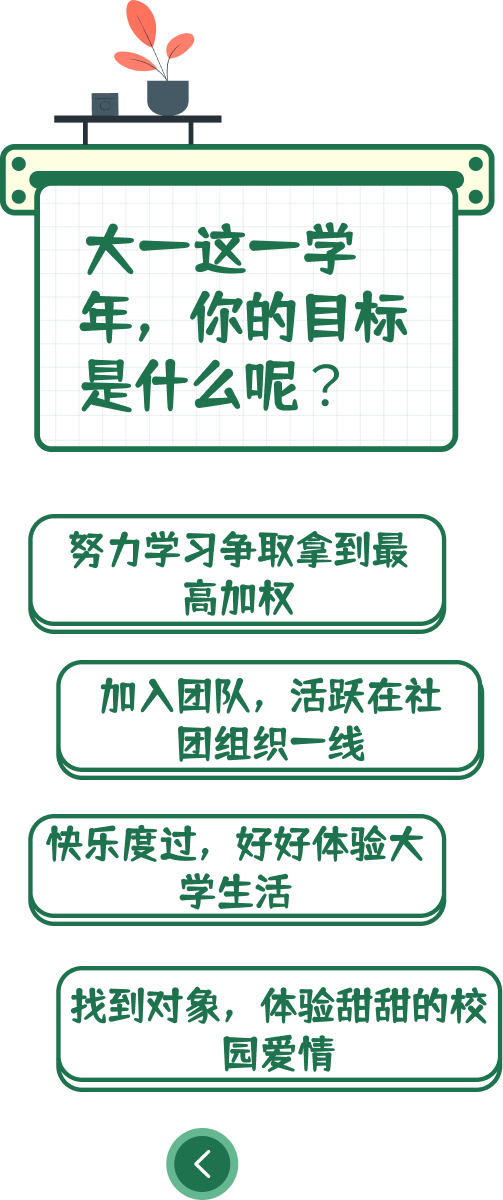 大一这一学
年，你的目标
是什么呢？
努力学习争取拿到最
高加权
加入团队，活跃在社
团组织一线
快乐度过，好好体验大
学生活
找到对象，体验甜甜的校
园爱情